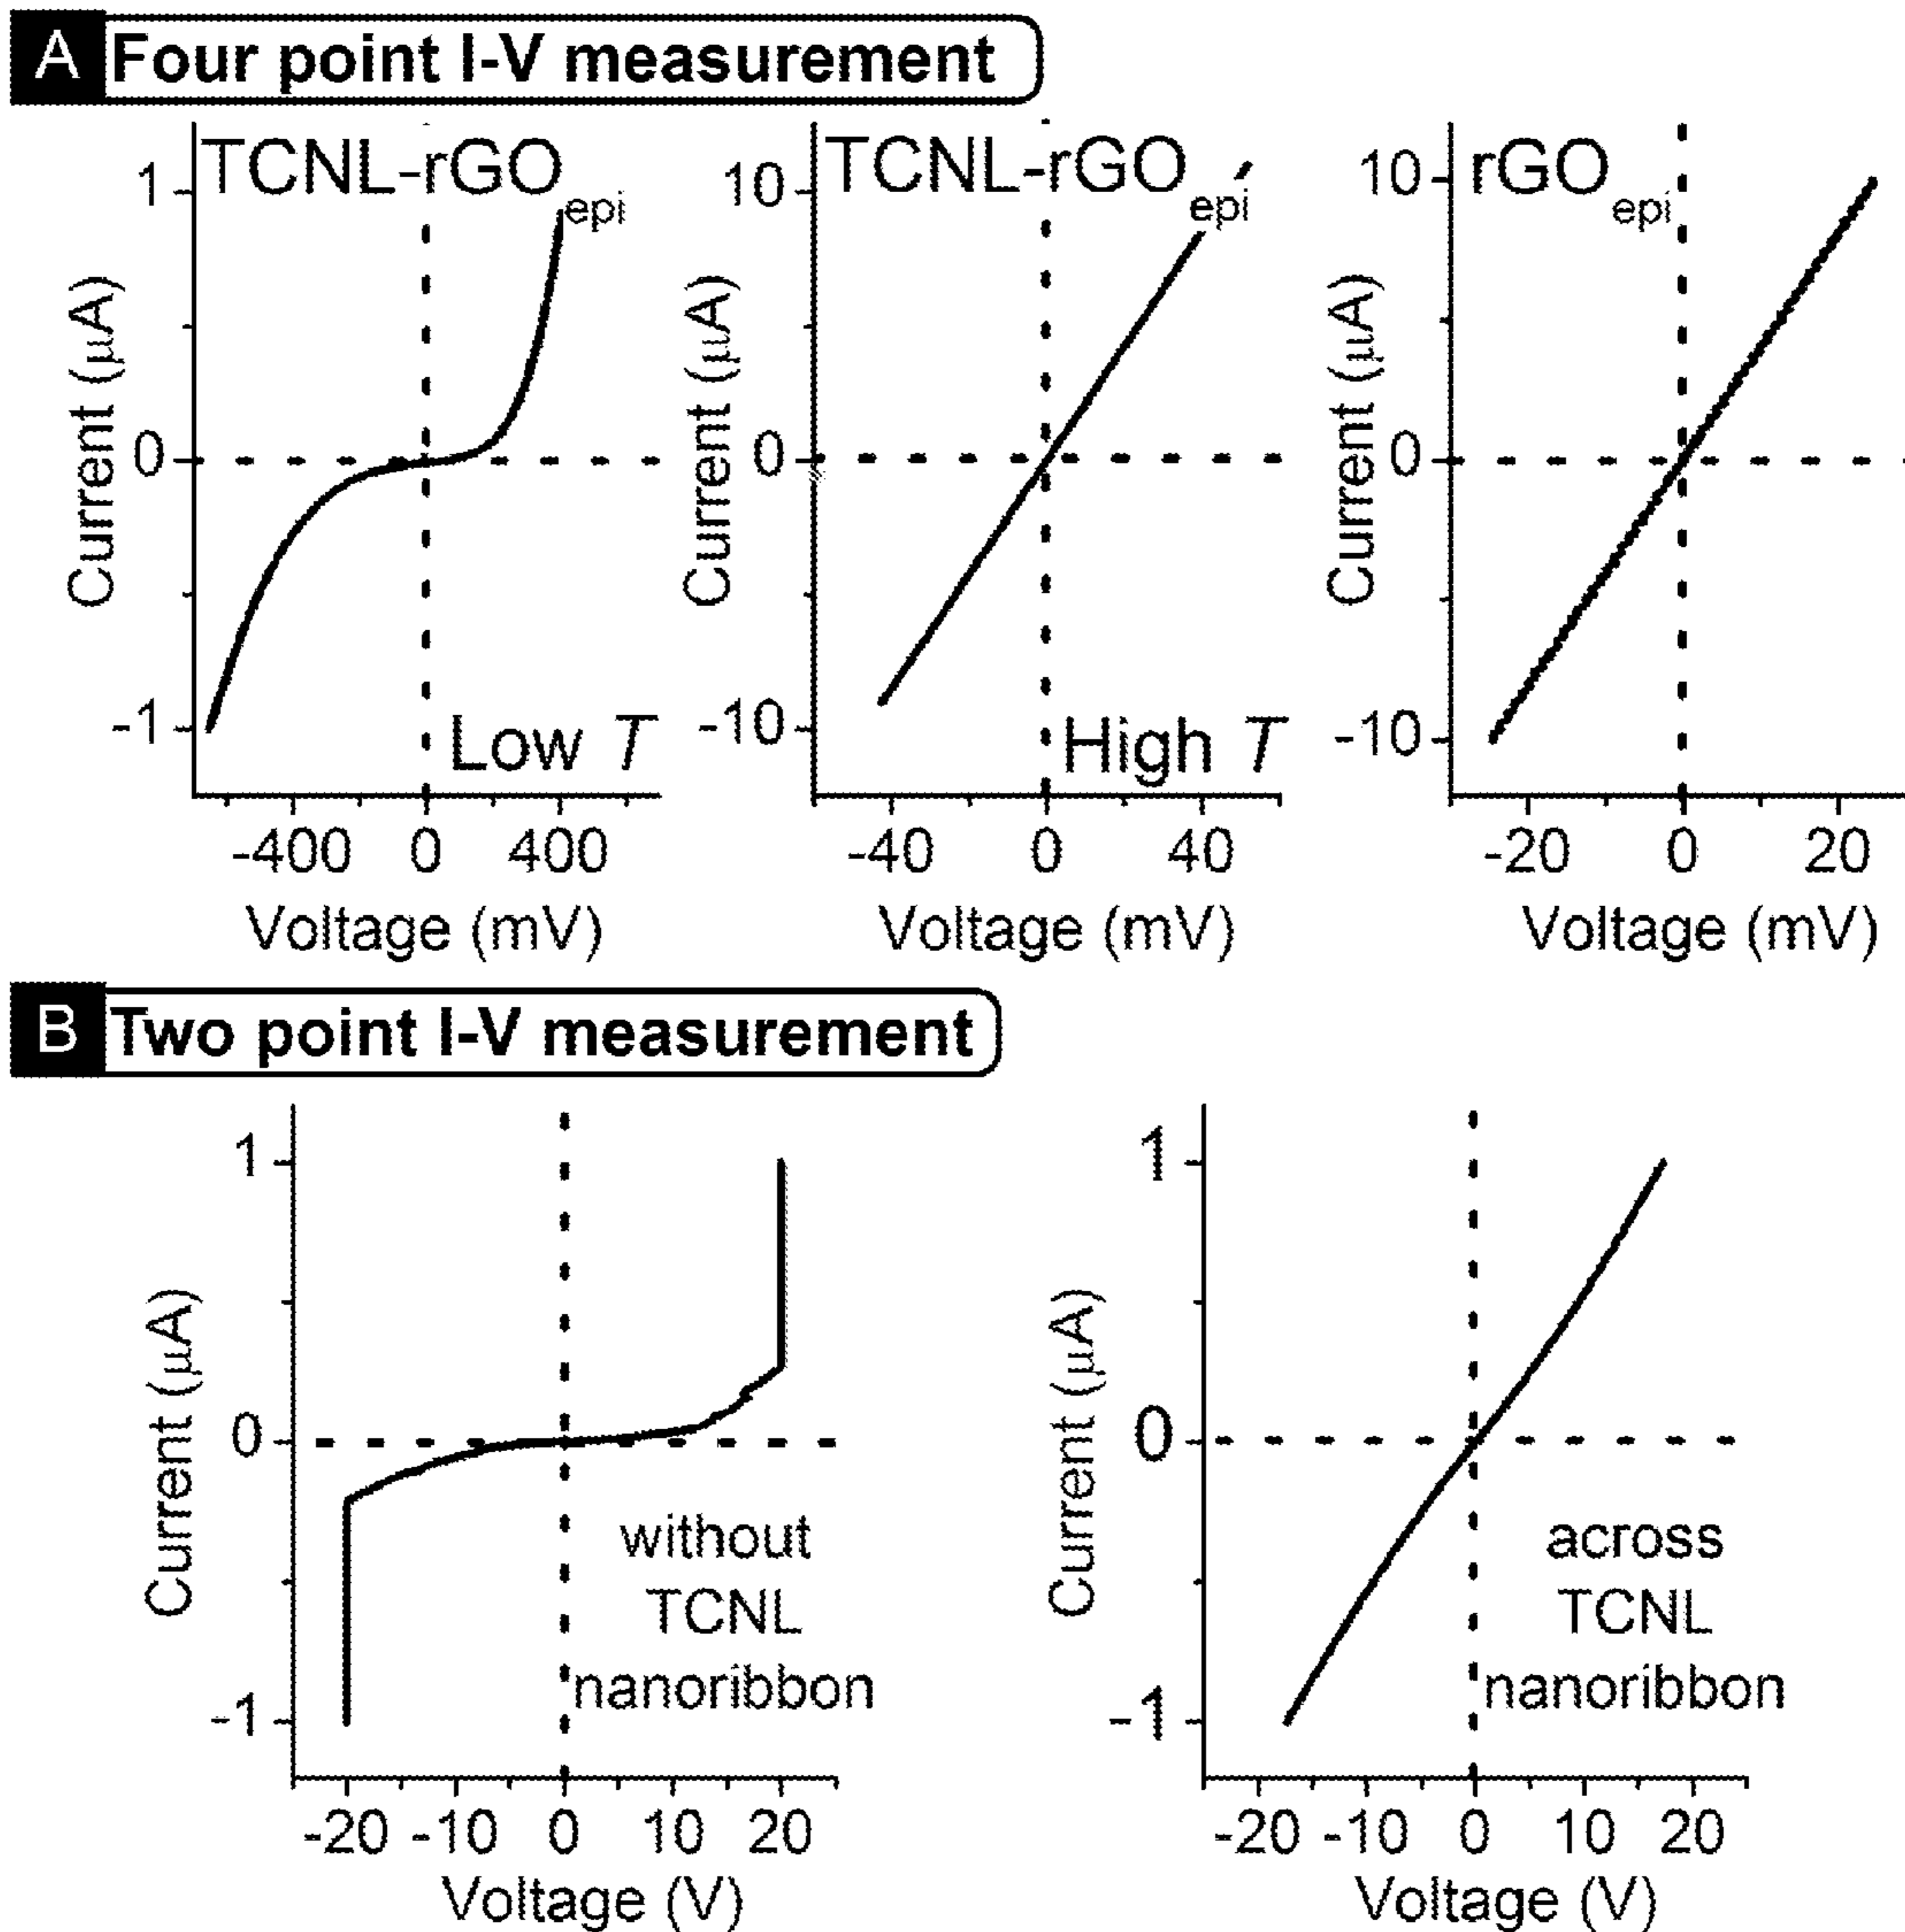 A Four point I-V measurement
TCNL-rGO epi
Current (µA)
1
0
-1
Low T
-400 0 400
Voltage (mV)
TCNL-rGO epi
Current (µA)
10
0
-10
High T
-40 0 40
Voltage (mV)
rGO epi
Current (µA)
10
0
-10
-20 0 20
Voltage (mV)
B Two point I-V measurement
Current (µA)
1
0
-1
without
TCNL
nanoribbon
-20 -10 0 10 20
Voltage (V)
Current (µA)
1
0
-1
across
TCNL
nanoribbon
-20 -10 0 10 20
Voltage (V)